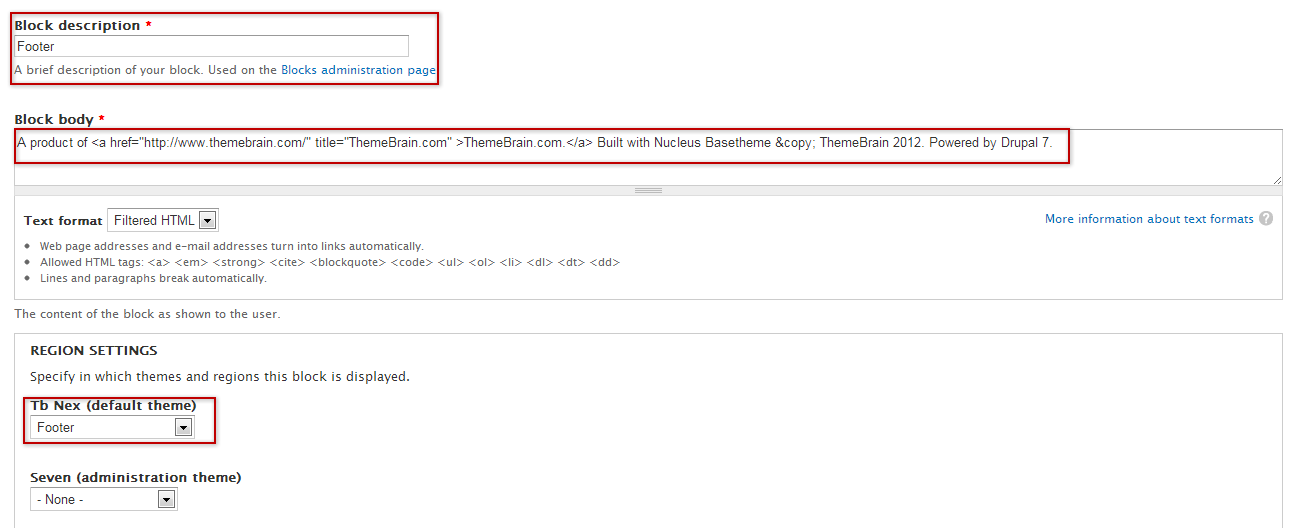 Block description *
Footer
A brief description of your block. Used on the Blocks administration page
Block body *
A product of <a href="http://www.themebrain.com/" title="ThemeBrain.com" >ThemeBrain.com.</a> Built with Nucleus Basetheme &copy; ThemeBrain 2012. Powered by Drupal 7.
Text format Filtered HTML More information about text formats ?
• Web page addresses and e-mail addresses turn into links automatically.
• Allowed HTML tags: <a> <em> <strong> <cite> <blockquote> <code> <ul> <ol> <li> <dl> <dt> <dd>
• Lines and paragraphs break automatically.
The content of the block as shown to the user.
REGION SETTINGS
Specify in which themes and regions this block is displayed.
Tb Nex (default theme)
Footer
Seven (administration theme)
- None -